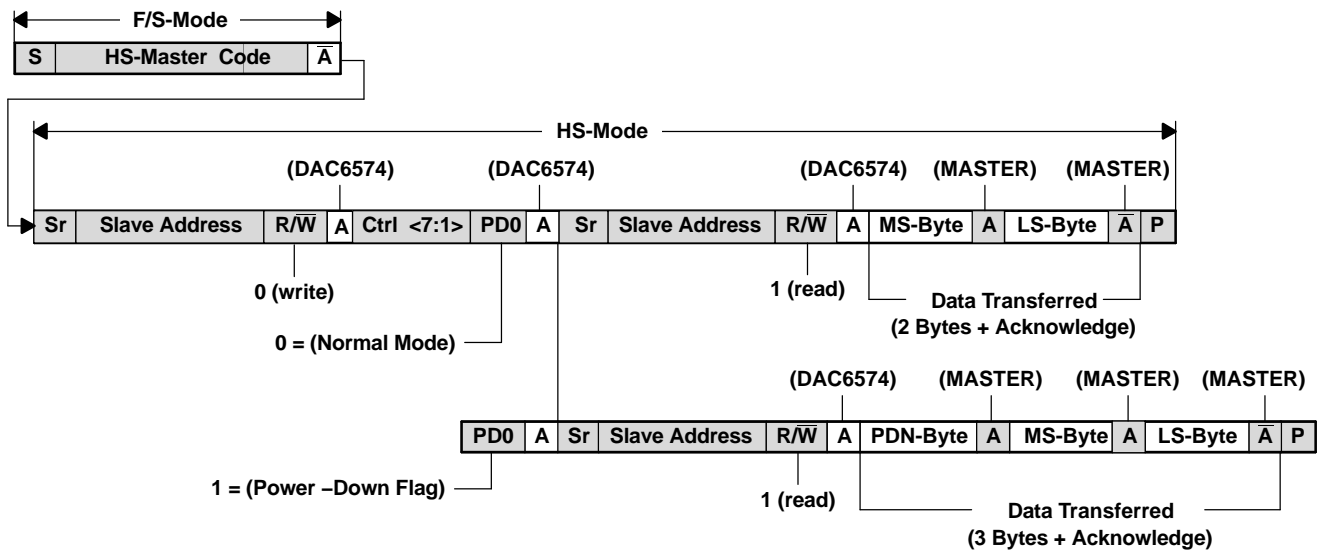 F/S-Mode
S HS-Master Code A̅
HS-Mode
(DAC6574) (DAC6574) (DAC6574) (MASTER) (MASTER)
Sr Slave Address R/W̅ A Ctrl <7:1> PD0 A Sr Slave Address R/W̅ A MS-Byte A LS-Byte A̅ P
0 (write) 1 (read) Data Transferred
(2 Bytes + Acknowledge)
0 = (Normal Mode)
(DAC6574) (MASTER) (MASTER) (MASTER)
PD0 A Sr Slave Address R/W̅ A PDN-Byte A MS-Byte A LS-Byte A̅ P
1 = (Power −Down Flag) 1 (read) Data Transferred
(3 Bytes + Acknowledge)